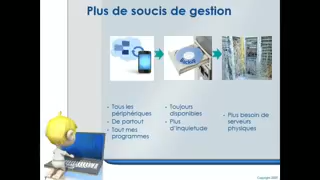 Plus de soucis de gestion
- Tous les
périphériques
- De partout
- Tout mes
programmes
- Toujours
disponibles
- Plus
d'inquietude
- Plus besoin de
serveurs
physiques